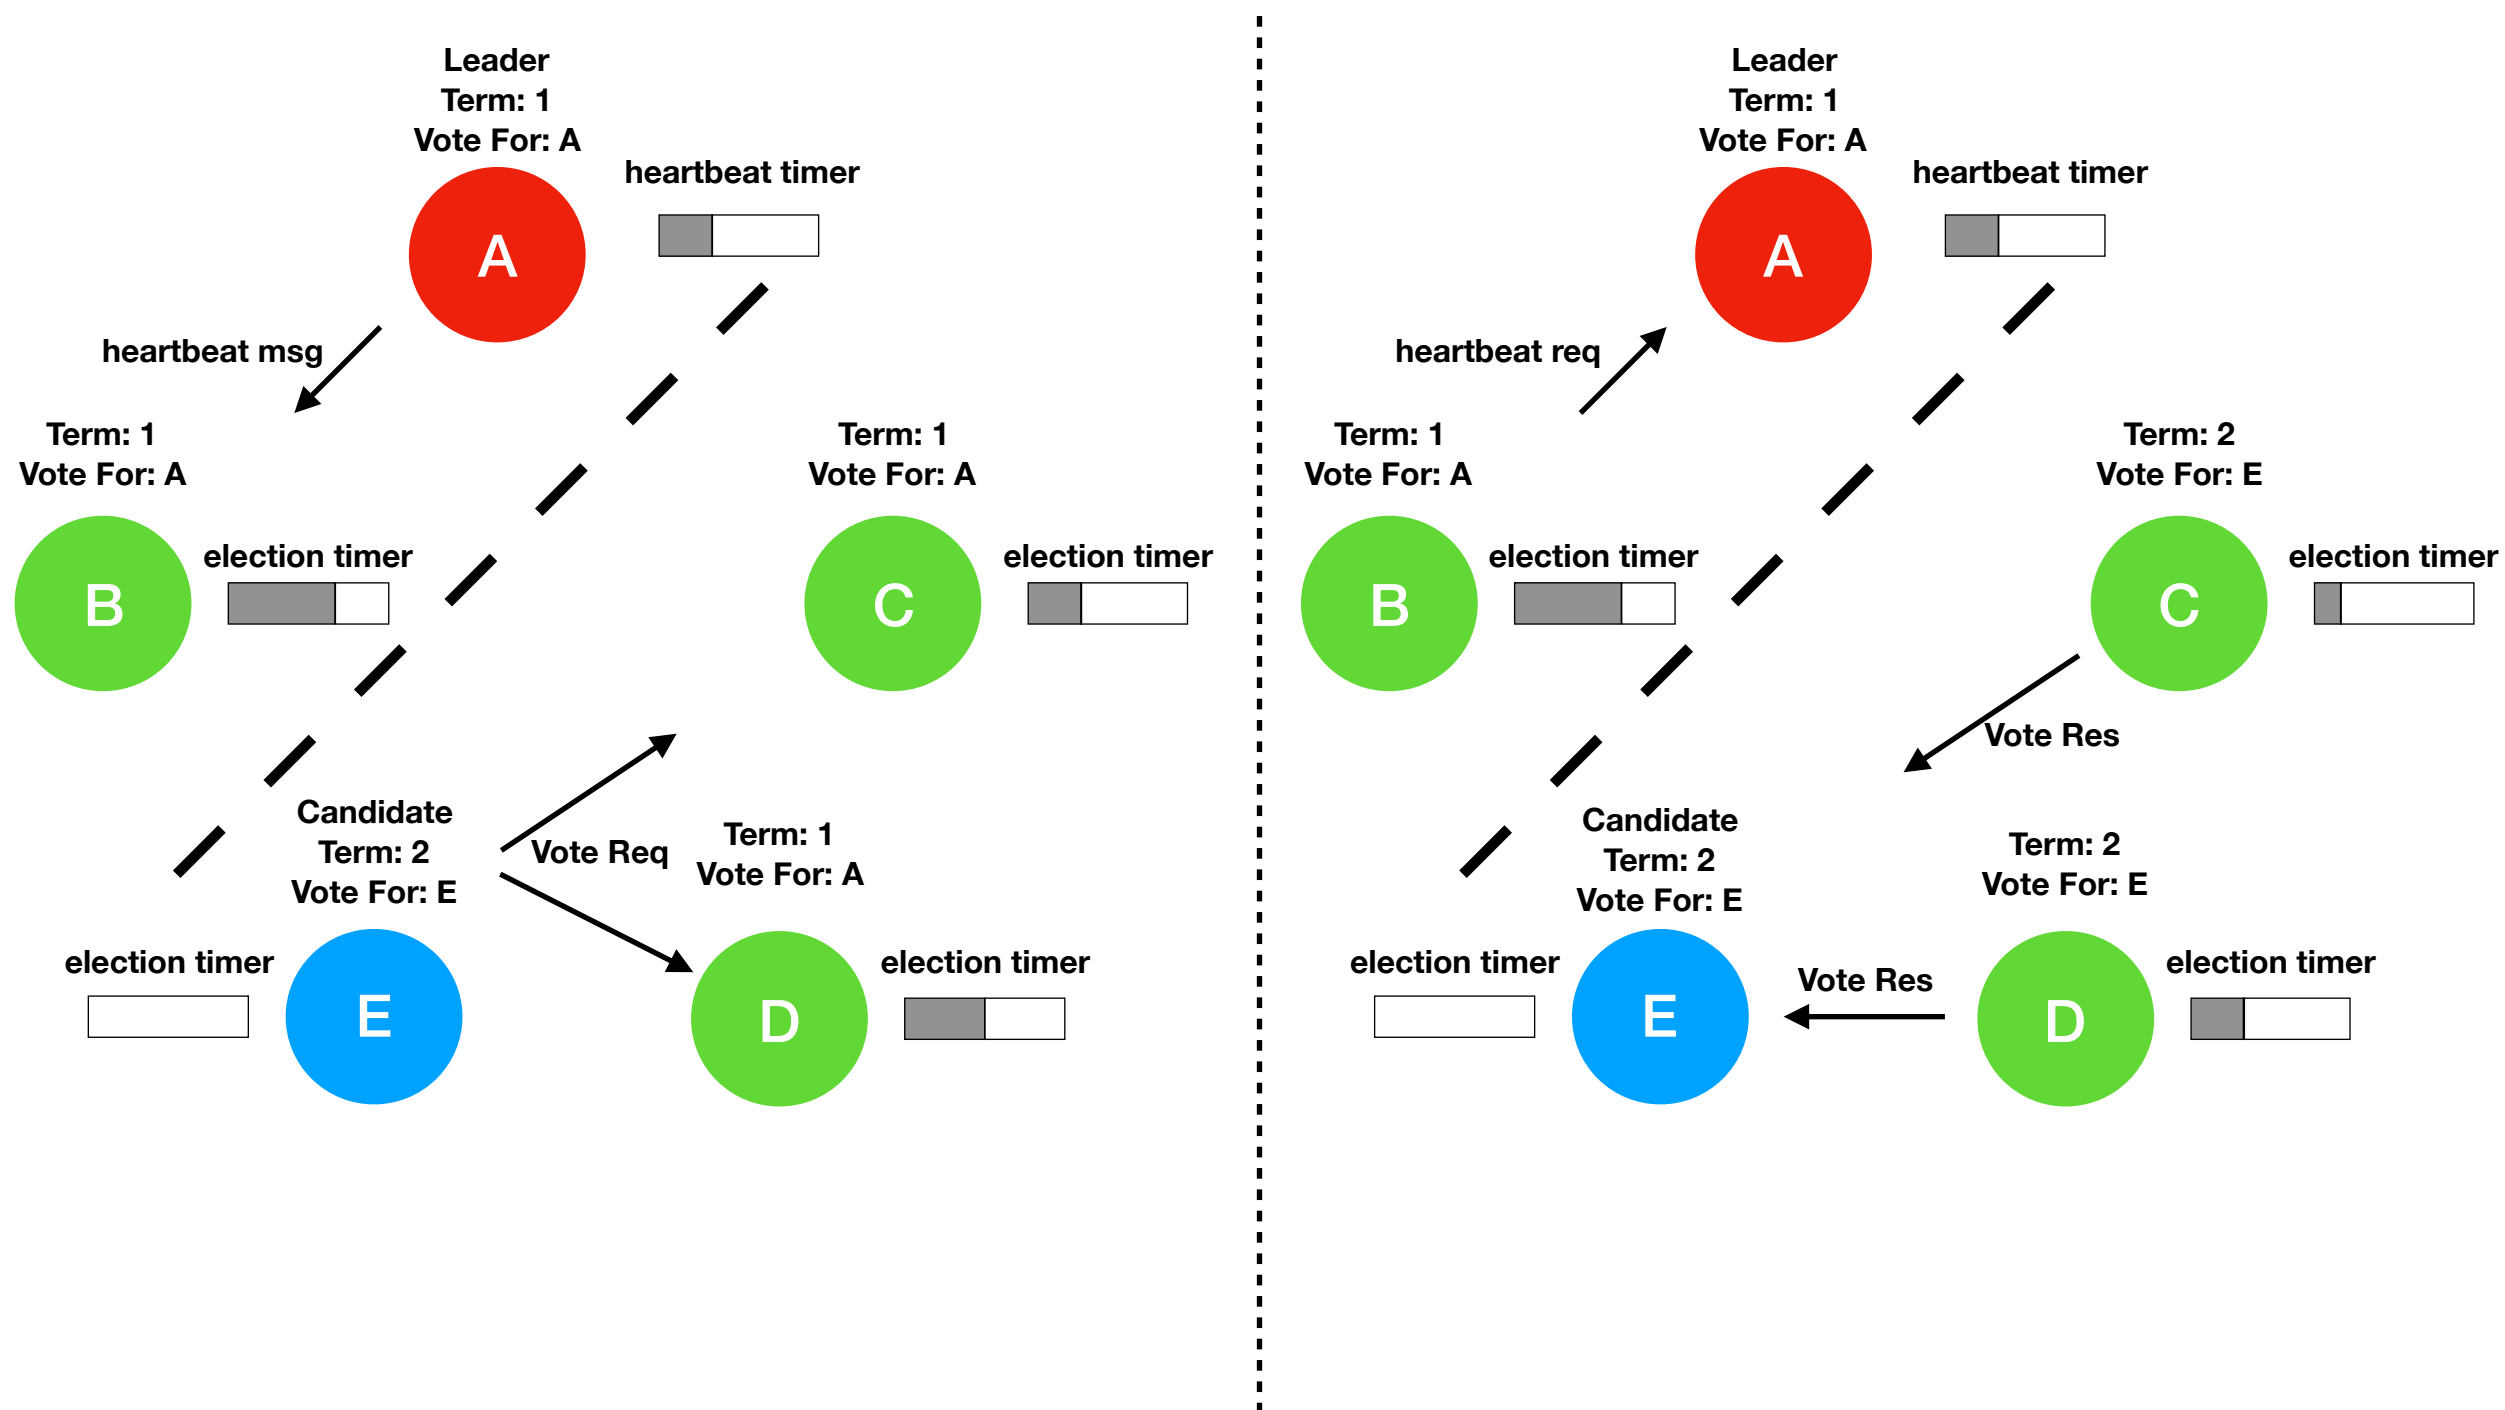 Leader
Term: 1
Vote For: A
heartbeat timer
A
heartbeat msg
Term: 1
Vote For: A
B
election timer
Term: 1
Vote For: A
C
election timer
Candidate
Term: 2
Vote For: E
Vote Req
Term: 1
Vote For: A
election timer
E
D
election timer
Leader
Term: 1
Vote For: A
heartbeat timer
A
heartbeat req
Term: 1
Vote For: A
B
election timer
Term: 2
Vote For: E
C
election timer
Vote Res
Candidate
Term: 2
Vote For: E
Term: 2
Vote For: E
election timer
E
Vote Res
D
election timer